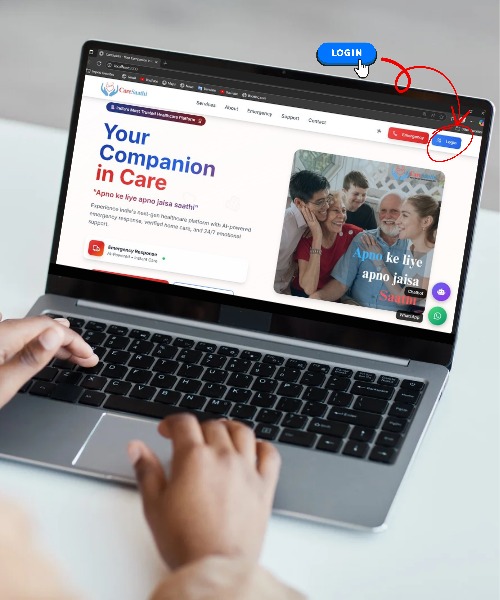 LOGIN
CareSaathi
Services About Emergency Support Contact
Emergency
Login
India's Most Trusted Healthcare Platform
Your
Companion
in Care
"Apno ke liye apno jaisa saathi"
Experience India's next-gen healthcare platform with AI-powered
emergency response, verified home care, and 24/7 emotional
support.
Emergency Response
AI-Powered • Instant Care
Apno ke liye
apno jaisa
Saathi
Chatbot
WhatsApp